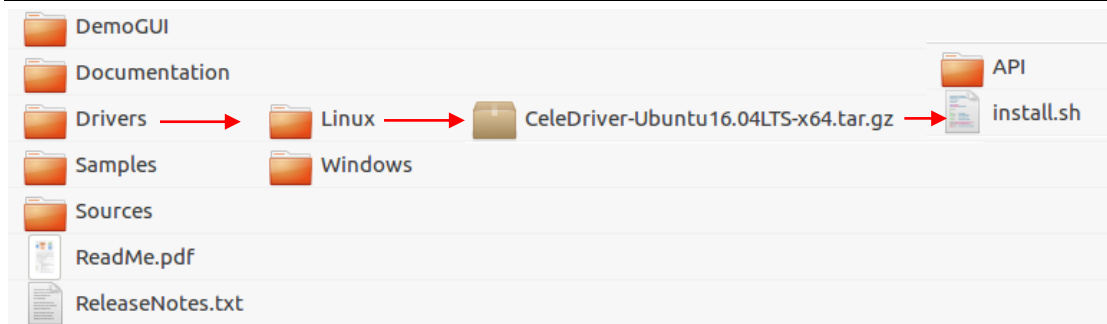 DemoGUI
Documentation
API
Drivers
Linux
CeleDriver-Ubuntu16.04LTS-x64.tar.gz
install.sh
Samples
Windows
Sources
ReadMe.pdf
ReleaseNotes.txt